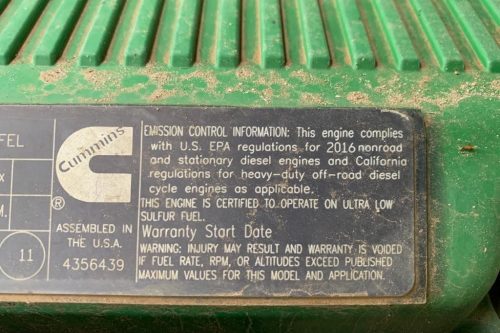 FEL
x
M.
11
Cummins
®
ASSEMBLED IN
THE U.S.A.
4356439
EMISSION CONTROL INFORMATION: This engine complies
with U.S. EPA regulations for 2016 nonroad
and stationary diesel engines and California
regulations for heavy-duty off-road diesel
cycle engines as applicable.
THIS ENGINE IS CERTIFIED TO OPERATE ON ULTRA LOW
SULFUR FUEL.
Warranty Start Date
WARNING: INJURY MAY RESULT AND WARRANTY IS VOIDED
IF FUEL RATE, RPM, OR ALTITUDES EXCEED PUBLISHED
MAXIMUM VALUES FOR THIS MODEL AND APPLICATION.